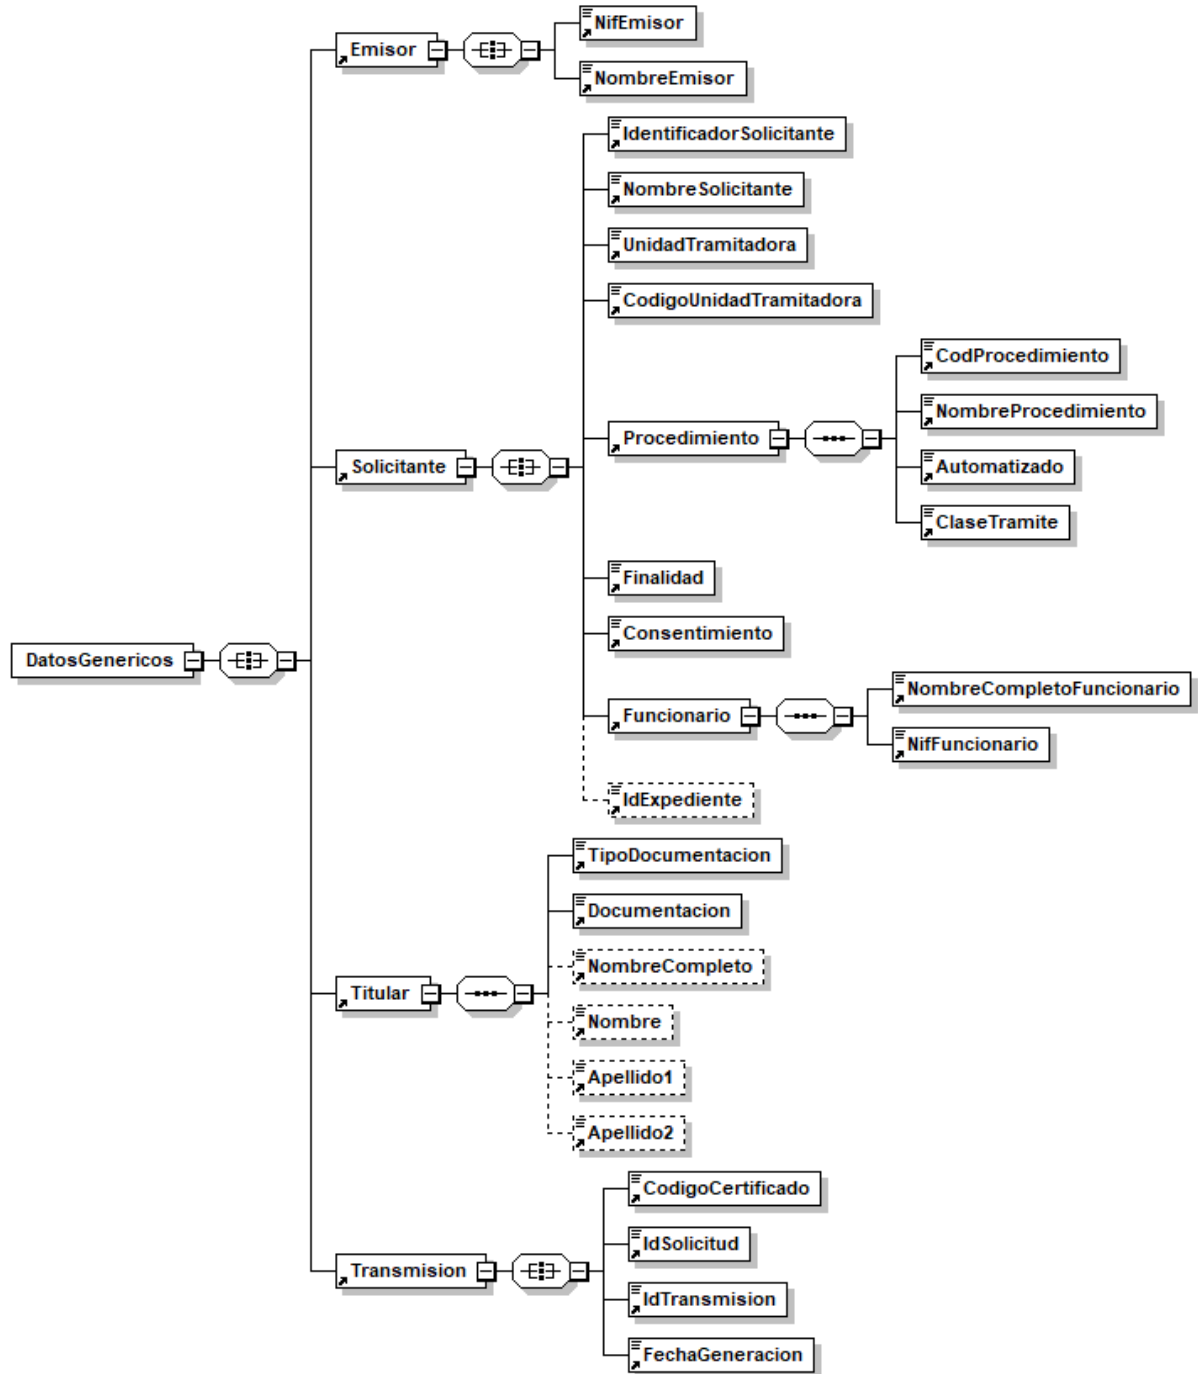 DatosGenericos
Emisor
NifEmisor
NombreEmisor
Solicitante
IdentificadorSolicitante
NombreSolicitante
UnidadTramitadora
CodigoUnidadTramitadora
Procedimiento
CodProcedimiento
NombreProcedimiento
Automatizado
ClaseTramite
Finalidad
Consentimiento
Funcionario
NombreCompletoFuncionario
NifFuncionario
IdExpediente
Titular
TipoDocumentacion
Documentacion
NombreCompleto
Nombre
Apellido1
Apellido2
Transmision
CodigoCertificado
IdSolicitud
IdTransmision
FechaGeneracion